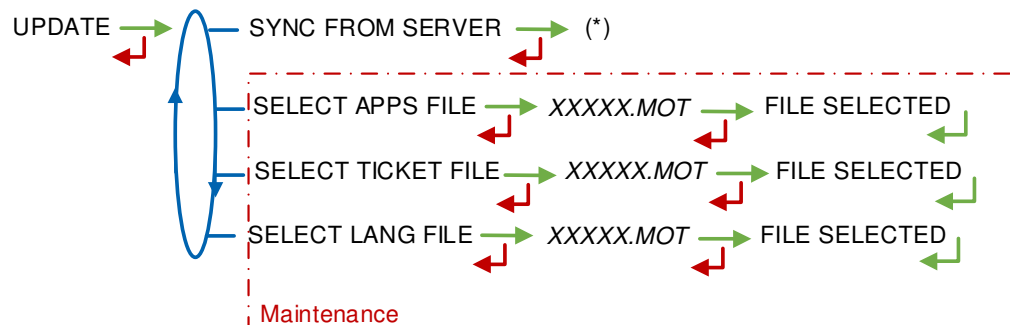 UPDATE SYNC FROM SERVER (*)
SELECT APPS FILE XXXXX.MOT FILE SELECTED
SELECT TICKET FILE XXXXX.MOT FILE SELECTED
SELECT LANG FILE XXXXX.MOT FILE SELECTED
Maintenance